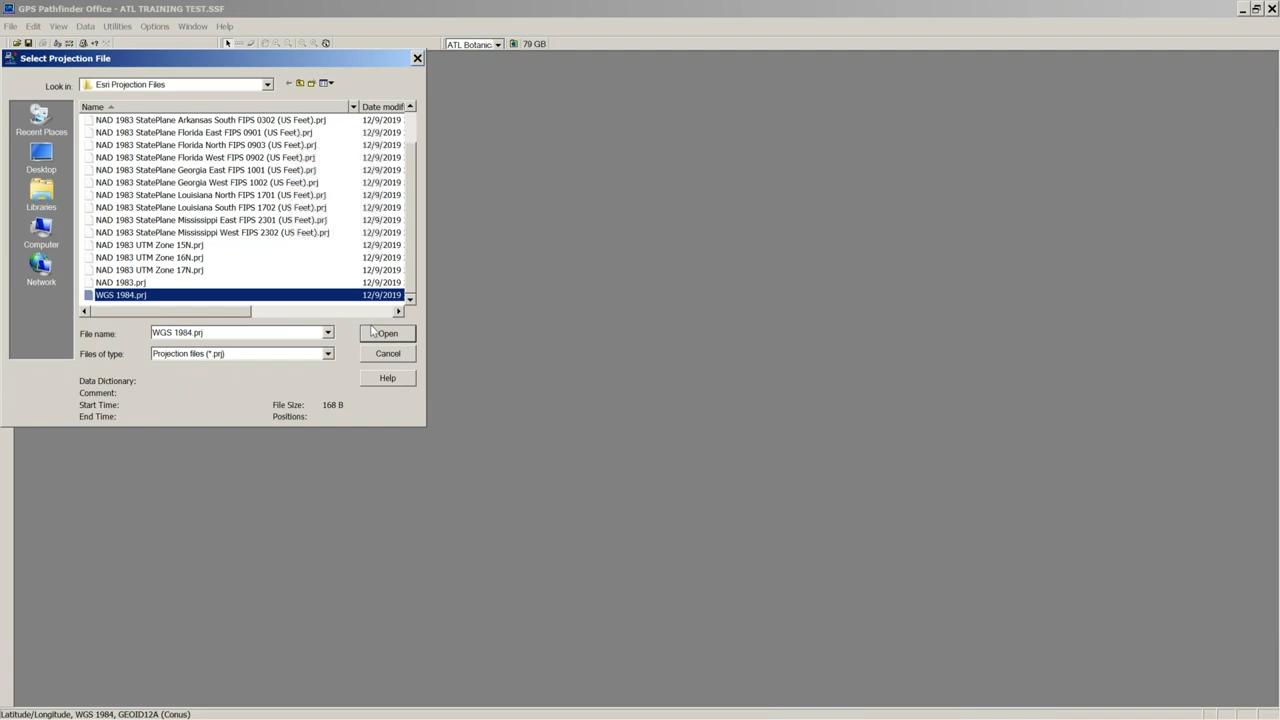 GPS Pathfinder Office - ATL TRAINING TEST.SSF
File Edit View Data Utilities Options Window Help
ATL Botanic 79 GB
Select Projection File
Look in: Esri Projection Files
Name Date modif
NAD 1983 StatePlane Arkansas South FIPS 0302 (US Feet).prj 12/9/2019
NAD 1983 StatePlane Florida East FIPS 0901 (US Feet).prj 12/9/2019
NAD 1983 StatePlane Florida North FIPS 0903 (US Feet).prj 12/9/2019
NAD 1983 StatePlane Florida West FIPS 0902 (US Feet).prj 12/9/2019
NAD 1983 StatePlane Georgia East FIPS 1001 (US Feet).prj 12/9/2019
NAD 1983 StatePlane Georgia West FIPS 1002 (US Feet).prj 12/9/2019
NAD 1983 StatePlane Louisiana North FIPS 1701 (US Feet).prj 12/9/2019
NAD 1983 StatePlane Louisiana South FIPS 1702 (US Feet).prj 12/9/2019
NAD 1983 StatePlane Mississippi East FIPS 2301 (US Feet).prj 12/9/2019
NAD 1983 StatePlane Mississippi West FIPS 2302 (US Feet).prj 12/9/2019
NAD 1983 UTM Zone 15N.prj 12/9/2019
NAD 1983 UTM Zone 16N.prj 12/9/2019
NAD 1983 UTM Zone 17N.prj 12/9/2019
NAD 1983.prj 12/9/2019
WGS 1984.prj 12/9/2019
Recent Places
Desktop
Libraries
Computer
Network
File name: WGS 1984.prj Open
Files of type: Projection files (*.prj) Cancel
Help
Data Dictionary:
Comment:
Start Time: File Size: 168 B
End Time: Positions:
Latitude/Longitude, WGS 1984, GEOID12A (Conus)